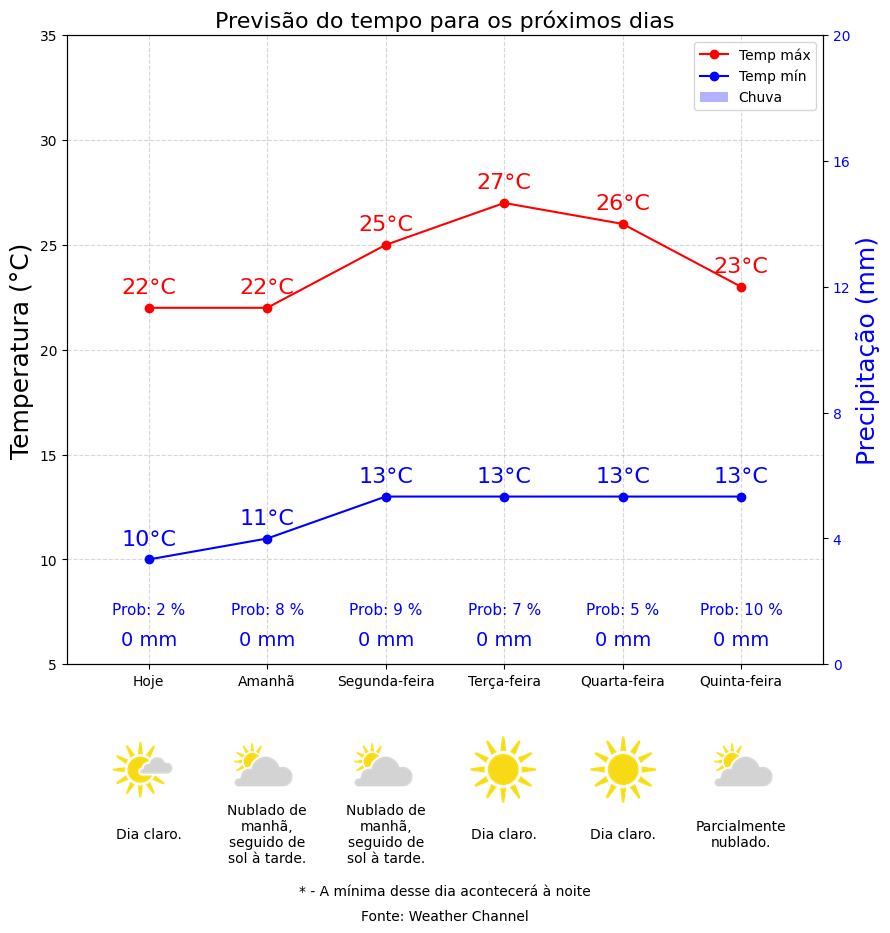 Previsão do tempo para os próximos dias
Temp máx
Temp mín
Chuva
Temperatura (°C)
35
30
25
20
15
10
5
Precipitação (mm)
20
16
12
8
4
0
22°C
22°C
25°C
27°C
26°C
23°C
10°C
11°C
13°C
13°C
13°C
13°C
Prob: 2 %
Prob: 8 %
Prob: 9 %
Prob: 7 %
Prob: 5 %
Prob: 10 %
0 mm
0 mm
0 mm
0 mm
0 mm
0 mm
Hoje
Amanhã
Segunda-feira
Terça-feira
Quarta-feira
Quinta-feira
Dia claro.
Nublado de
manhã,
seguido de
sol à tarde.
Nublado de
manhã,
seguido de
sol à tarde.
Dia claro.
Dia claro.
Parcialmente
nublado.
* - A mínima desse dia acontecerá à noite
Fonte: Weather Channel